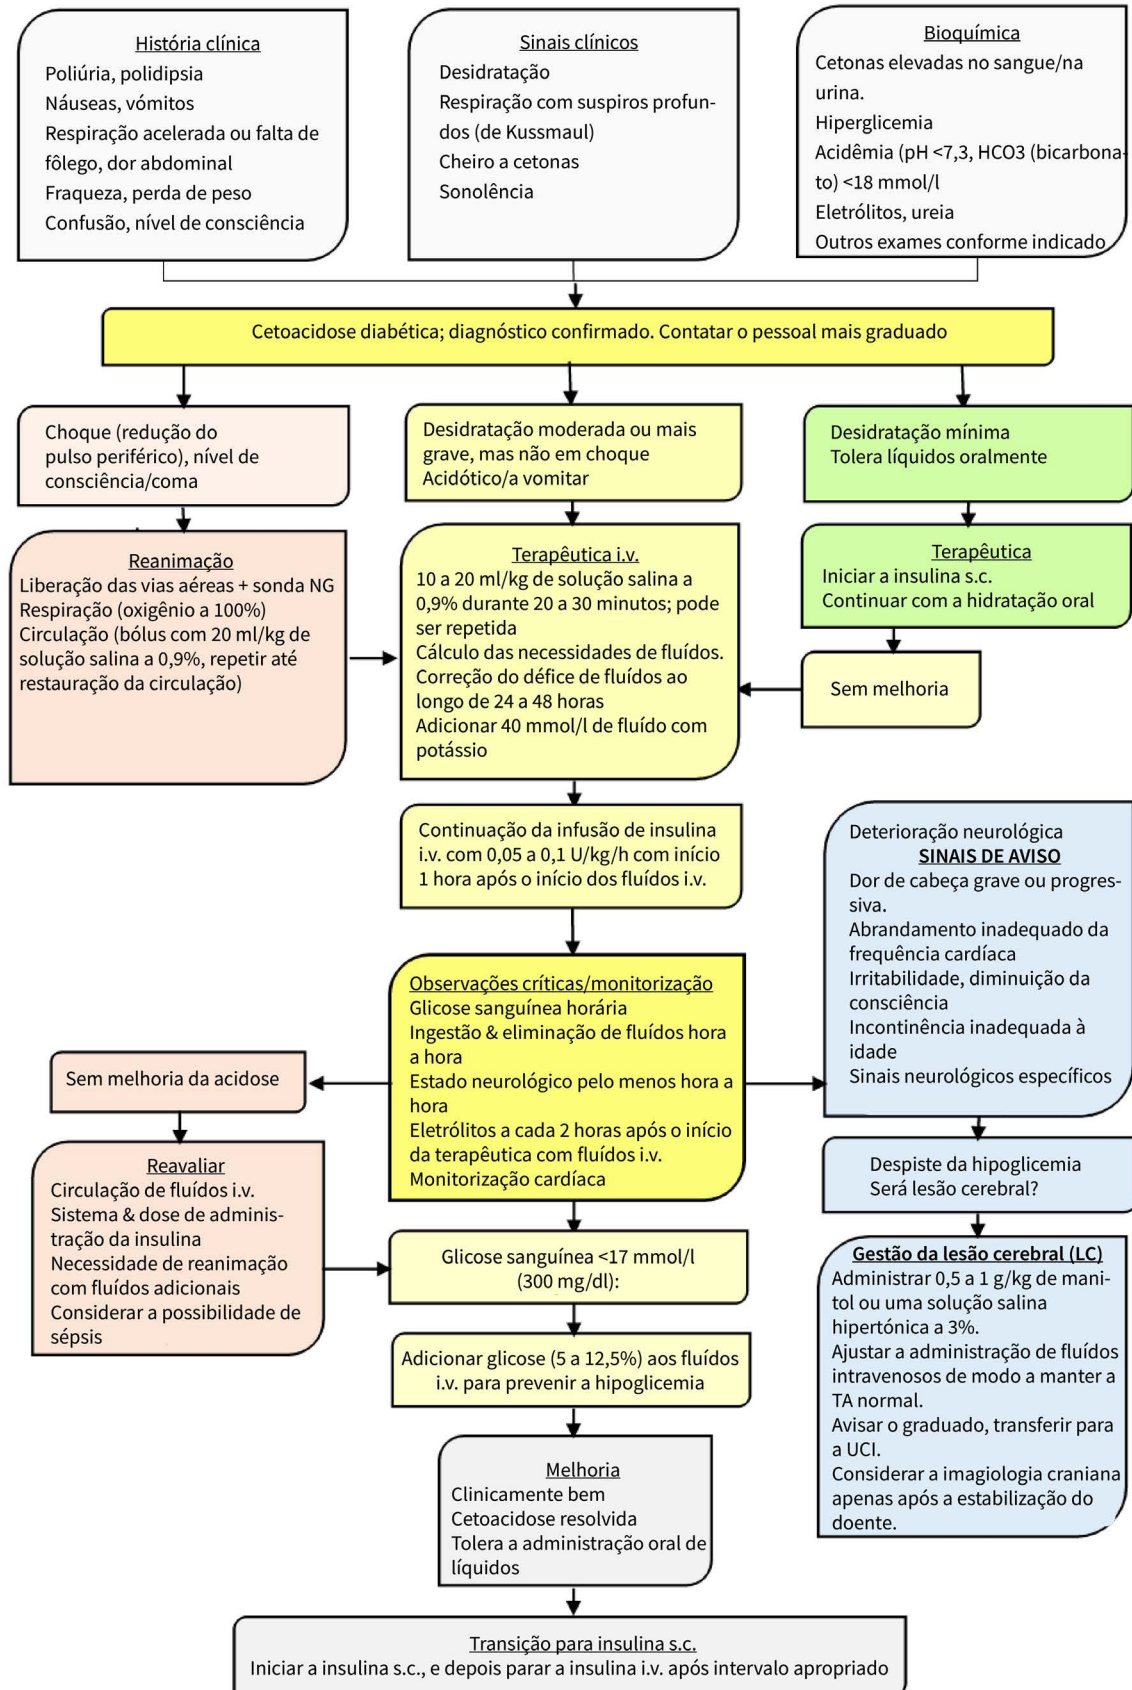 História clínica
Poliúria, polidipsia
Náuseas, vómitos
Respiração acelerada ou falta de
fôlego, dor abdominal
Fraqueza, perda de peso
Confusão, nível de consciência
Sinais clínicos
Desidratação
Respiração com suspiros profun-
dos (de Kussmaul)
Cheiro a cetonas
Sonolência
Bioquímica
Cetonas elevadas no sangue/na
urina.
Hiperglicemia
Acidêmia (pH <7,3, HCO3 (bicarbona-
to) <18 mmol/l
Eletrólitos, ureia
Outros exames conforme indicado
Cetoacidose diabética; diagnóstico confirmado. Contatar o pessoal mais graduado
Choque (redução do
pulso periférico), nível de
consciência/coma
Desidratação moderada ou mais
grave, mas não em choque
Acidótico/a vomitar
Desidratação mínima
Tolera líquidos oralmente
Reanimação
Liberação das vias aéreas + sonda NG
Respiração (oxigênio a 100%)
Circulação (bólus com 20 ml/kg de
solução salina a 0,9%, repetir até
restauração da circulação)
Terapêutica i.v.
10 a 20 ml/kg de solução salina a
0,9% durante 20 a 30 minutos; pode
ser repetida
Cálculo das necessidades de fluídos.
Correção do défice de fluídos ao
longo de 24 a 48 horas
Adicionar 40 mmol/l de fluído com
potássio
Terapêutica
Iniciar a insulina s.c.
Continuar com a hidratação oral
Sem melhoria
Continuação da infusão de insulina
i.v. com 0,05 a 0,1 U/kg/h com início
1 hora após o início dos fluídos i.v.
Deterioração neurológica
SINAIS DE AVISO
Dor de cabeça grave ou progres-
siva.
Abrandamento inadequado da
frequência cardíaca
Irritabilidade, diminuição da
consciência
Incontinência inadequada à
idade
Sinais neurológicos específicos
Observações críticas/monitorização
Glicose sanguínea horária
Ingestão & eliminação de fluídos hora
a hora
Estado neurológico pelo menos hora a
hora
Eletrólitos a cada 2 horas após o início
da terapêutica com fluídos i.v.
Monitorização cardíaca
Sem melhoria da acidose
Reavaliar
Circulação de fluídos i.v.
Sistema & dose de adminis-
tração da insulina
Necessidade de reanimação
com fluídos adicionais
Considerar a possibilidade de
sépsis
Despiste da hipoglicemia
Será lesão cerebral?
Glicose sanguínea <17 mmol/l
(300 mg/dl):
Gestão da lesão cerebral (LC)
Administrar 0,5 a 1 g/kg de mani-
tol ou uma solução salina
hipertónica a 3%.
Ajustar a administração de fluídos
intravenosos de modo a manter a
TA normal.
Avisar o graduado, transferir para
a UCI.
Considerar a imagiologia craniana
apenas após a estabilização do
doente.
Adicionar glicose (5 a 12,5%) aos fluídos
i.v. para prevenir a hipoglicemia
Melhoria
Clinicamente bem
Cetoacidose resolvida
Tolera a administração oral de
líquidos
Transição para insulina s.c.
Iniciar a insulina s.c., e depois parar a insulina i.v. após intervalo apropriado